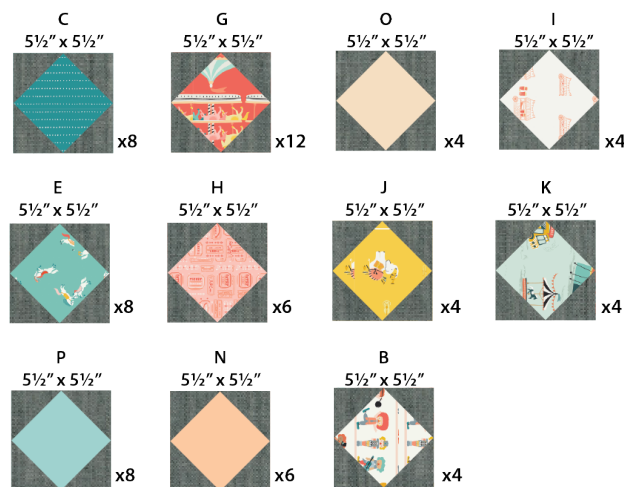 C G O I
5½” x 5½” 5½” x 5½” 5½” x 5½” 5½” x 5½”
x8 x12 x4 x4
E H J K
5½” x 5½” 5½” x 5½” 5½” x 5½” 5½” x 5½”
x8 x6 x4 x4
P N B
5½” x 5½” 5½” x 5½” 5½” x 5½”
x8 x6 x4